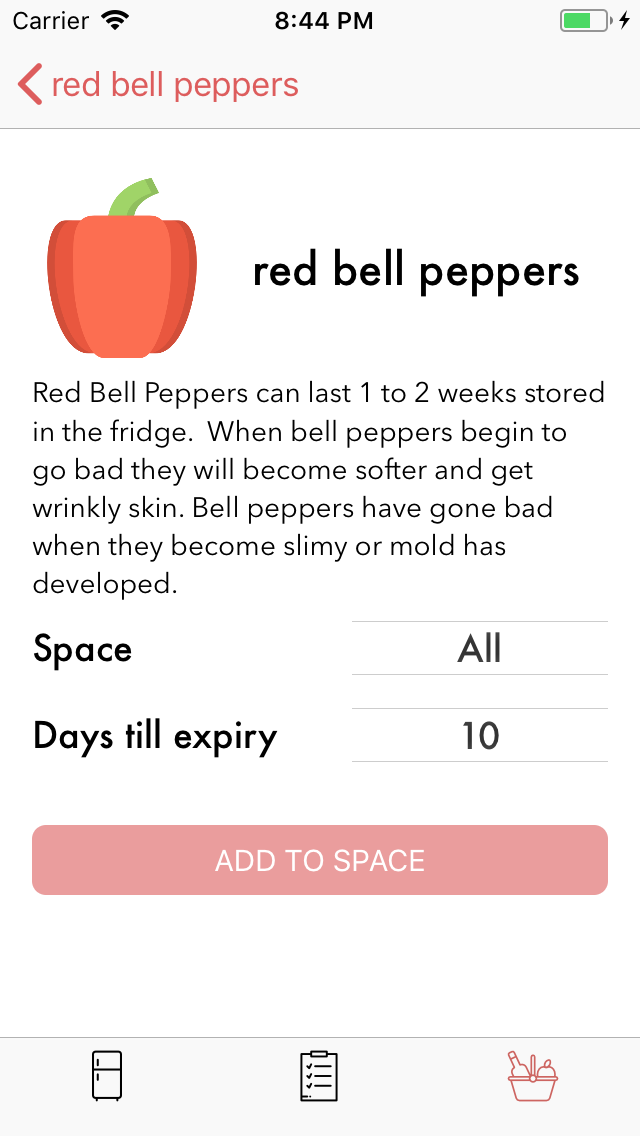 Carrier 8:44 PM
red bell peppers
red bell peppers
Red Bell Peppers can last 1 to 2 weeks stored
in the fridge.  When bell peppers begin to
go bad they will become softer and get
wrinkly skin. Bell peppers have gone bad
when they become slimy or mold has
developed.
Space All
Days till expiry 10
ADD TO SPACE